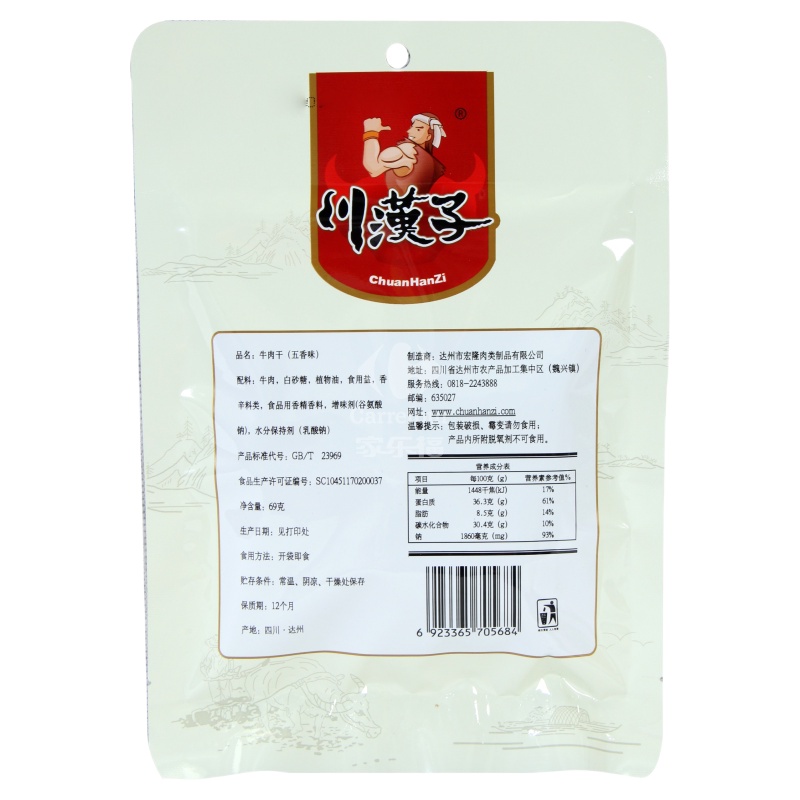 ®
川漢子
ChuanHanZi
品名：牛肉干（五香味）
配料：牛肉，白砂糖，植物油，食用盐，香
辛料类，食品用香精香料，增味剂(谷氨酸
钠)，水分保持剂（乳酸钠）
产品标准代号：GB/T 23969
食品生产许可证编号：SC10451170200037
净含量：69克
生产日期：见打印处
食用方法：开袋即食
贮存条件：常温、阴凉、干燥处保存
保质期：12个月
产地：四川·达州
制造商：达州市宏隆肉类制品有限公司
地址：四川省达州市农产品加工集中区（魏兴镇）
服务热线：0818-2243888
邮编：635027
网址：www.chuanhanzi.com
温馨提示：包装破损、霉变请勿食用；
产品内所附脱氧剂不可食用。
营养成分表
项目 每100克（g） 营养素参考值%
能量 1448千焦(kJ) 17%
蛋白质 36.3克（g） 61%
脂肪 8.5克（g） 14%
碳水化合物 30.4克（g） 10%
钠 1860毫克（mg） 93%
6 923365 705684
Carrefour
家乐福